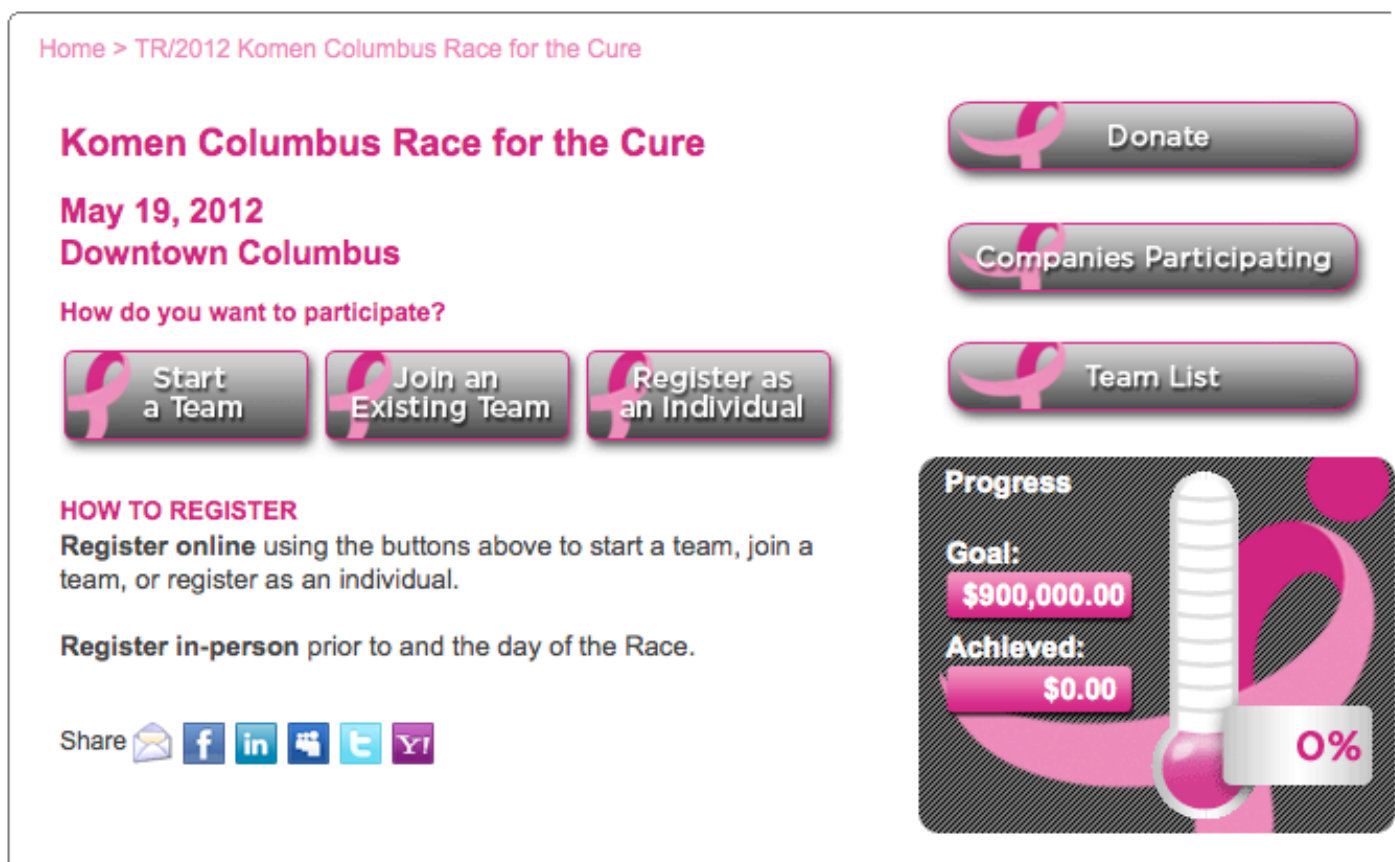 Home > TR/2012 Komen Columbus Race for the Cure
Komen Columbus Race for the Cure
May 19, 2012
Downtown Columbus
How do you want to participate?
Start
a Team
Join an
Existing Team
Register as
an Individual
HOW TO REGISTER
Register online using the buttons above to start a team, join a
team, or register as an individual.
Register in-person prior to and the day of the Race.
Share
f
in
t
Y!
Donate
Companies Participating
Team List
Progress
Goal:
$900,000.00
Achieved:
$0.00
0%